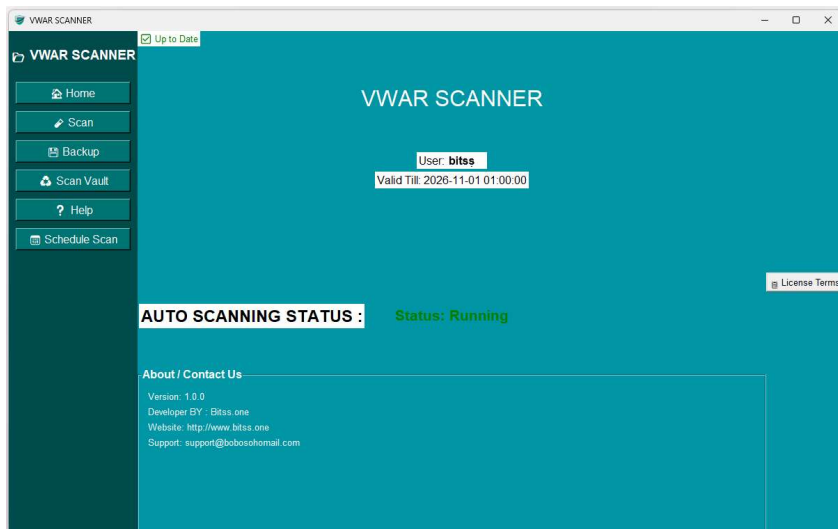 VWAR SCANNER
Up to Date
VWAR SCANNER
Home
Scan
Backup
Scan Vault
? Help
Schedule Scan
VWAR SCANNER
User: bitss
Valid Till: 2026-11-01 01:00:00
License Terms
AUTO SCANNING STATUS :
Status: Running
About / Contact Us
Version: 1.0.0
Developer BY : Bitss.one
Website: http://www.bitss.one
Support: support@bobosohomail.com